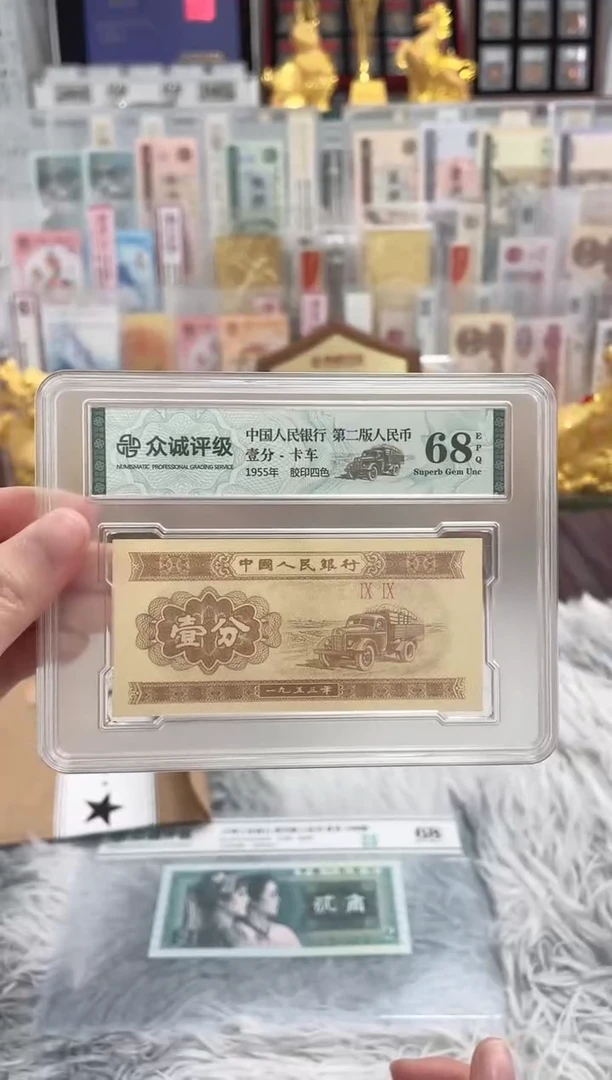 众诚评级
NUMISMATIC PROFESSIONAL GRADING SERVICE
中国人民银行 第二版人民币
壹分 - 卡车
1955年 胶印四色
68
EPQ
Superb Gem Unc
中國人民銀行
IX IX
壹分
一九五三年
68
贰角